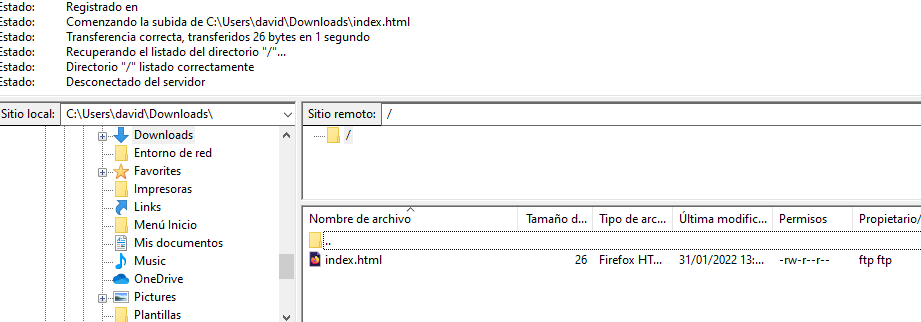 Estado: Registrado en
Estado: Comenzando la subida de C:\Users\david\Downloads\index.html
Estado: Transferencia correcta, transferidos 26 bytes en 1 segundo
Estado: Recuperando el listado del directorio "/"...
Estado: Directorio "/" listado correctamente
Estado: Desconectado del servidor
Sitio local: C:\Users\david\Downloads\
Downloads
Entorno de red
Favorites
Impresoras
Links
Menú Inicio
Mis documentos
Music
OneDrive
Pictures
Plantillas
Sitio remoto: /
/
Nombre de archivo Tamaño d... Tipo de arc... Última modific... Permisos Propietario/
..
index.html 26 Firefox HT... 31/01/2022 13:... -rw-r--r-- ftp ftp